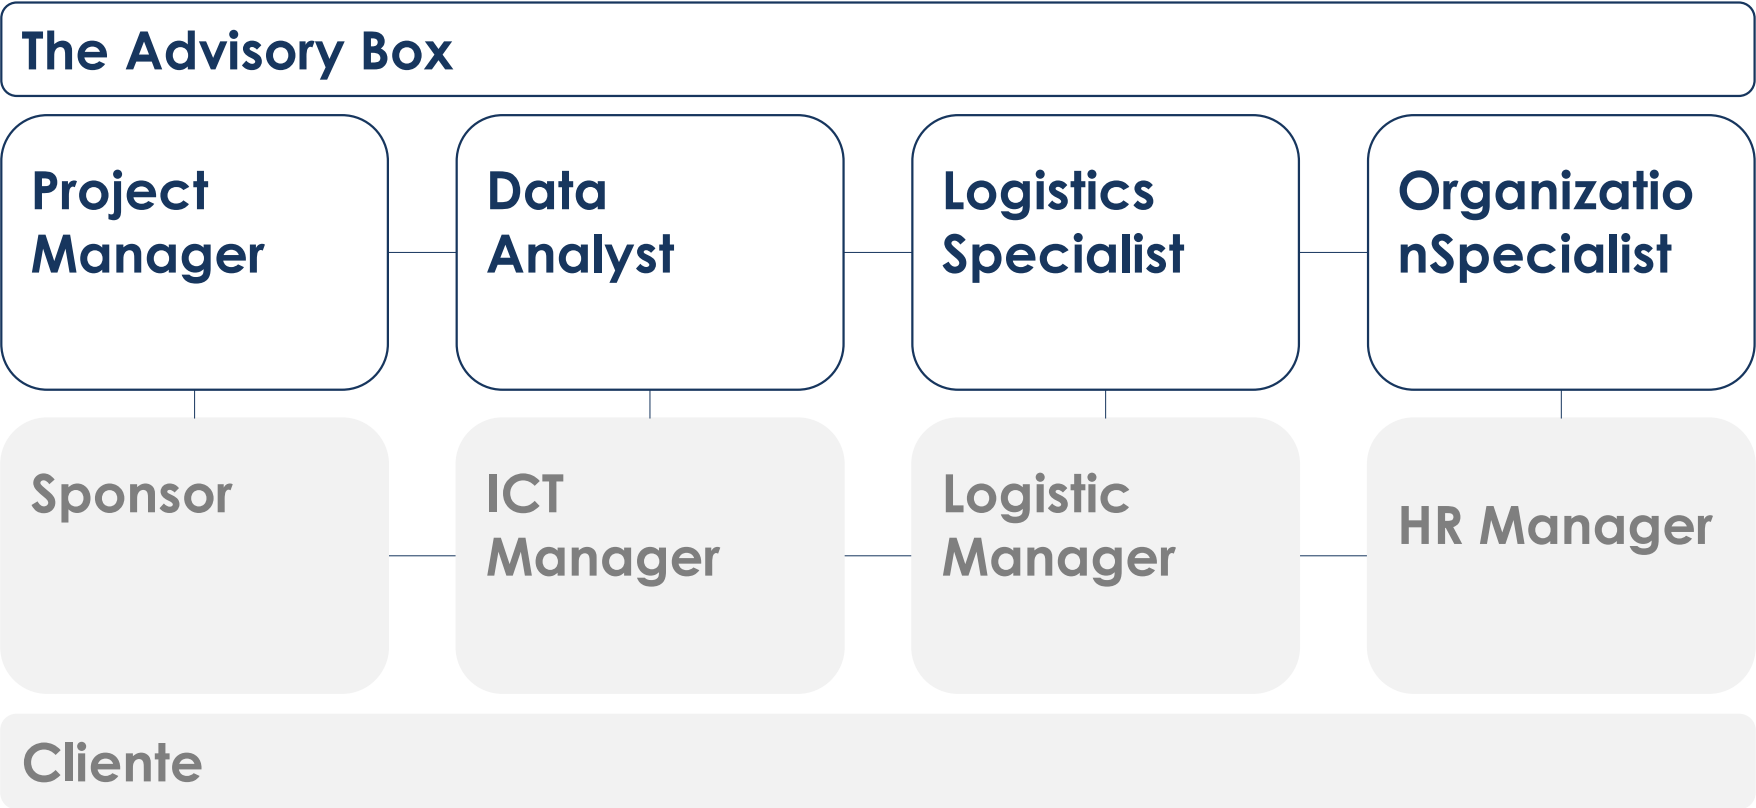 The Advisory Box
Project
Manager
Data
Analyst
Logistics
Specialist
Organizatio
nSpecialist
Sponsor
ICT
Manager
Logistic
Manager
HR Manager
Cliente